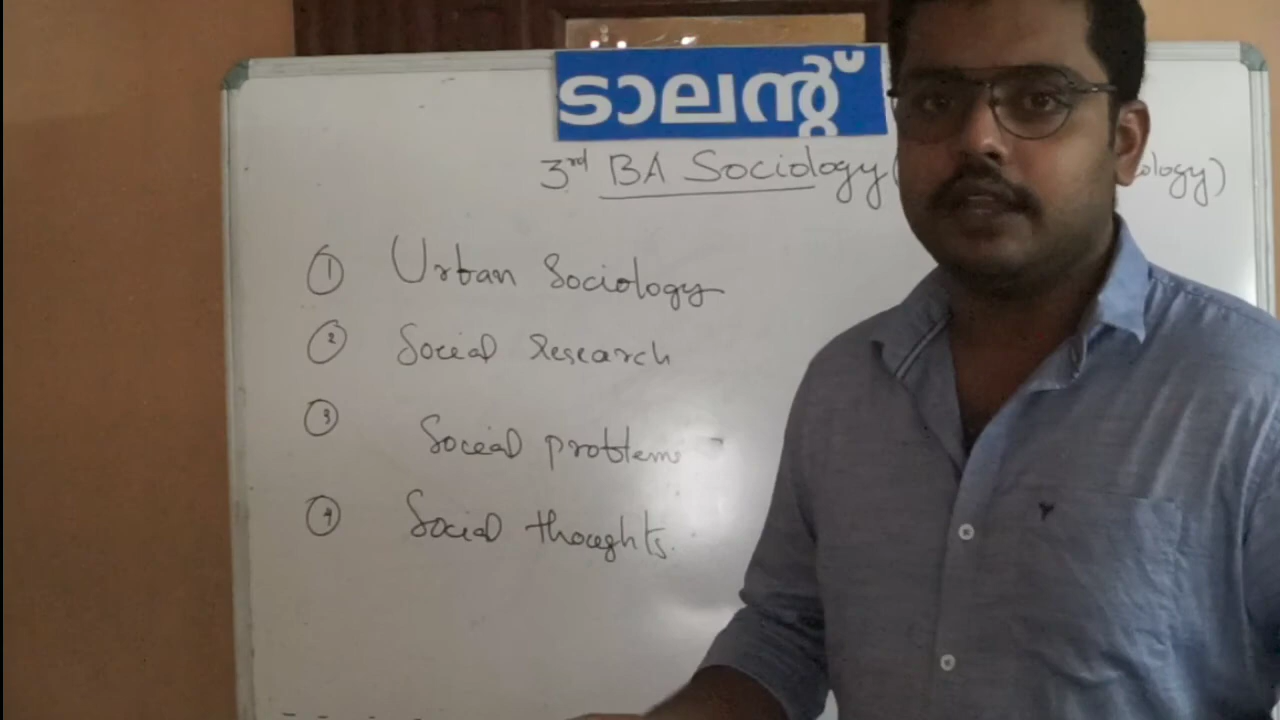 ടാലന്റ്
3rd BA Sociology (
ology)
① Urban Sociology
② Social research
③ Social problems
④ Social thoughts.